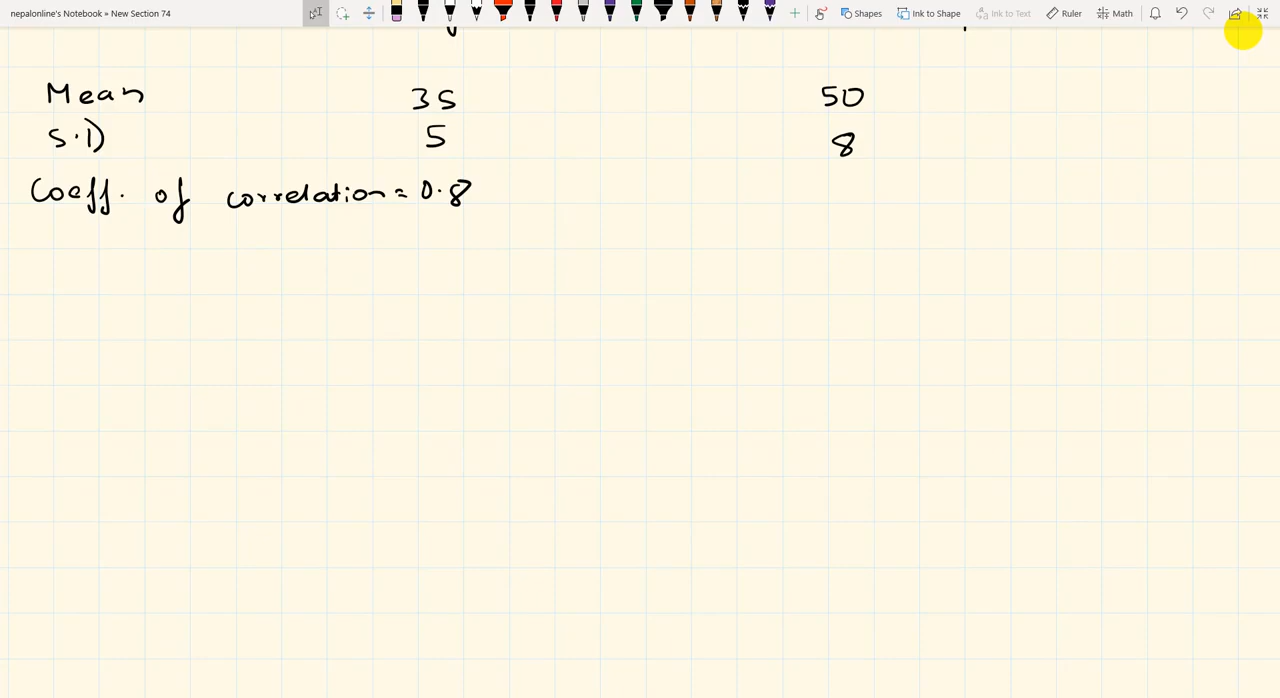 nepalonline's Notebook » New Section 74
Shapes Ink to Shape Ink to Text Ruler Math
Mean 35 50
S.D 5 8
Coeff. of correlation = 0.8